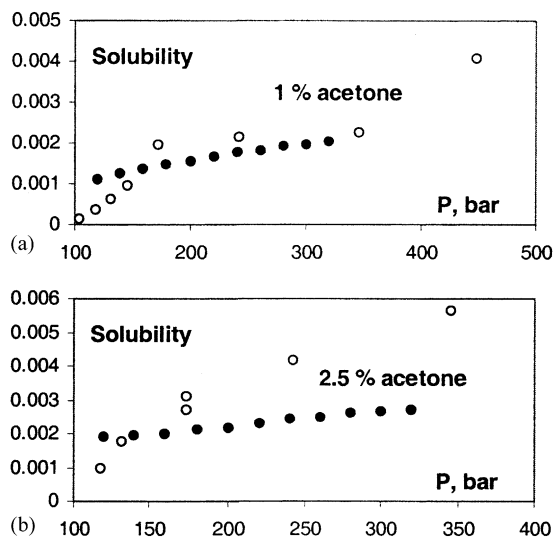 0.005
Solubility
0.004
1 % acetone
0.003
0.002
0.001
P, bar
0
(a)
100 200 300 400 500
0.006
Solubility
0.005
0.004
2.5 % acetone
0.003
0.002
0.001
P, bar
0
(b)
100 150 200 250 300 350 400